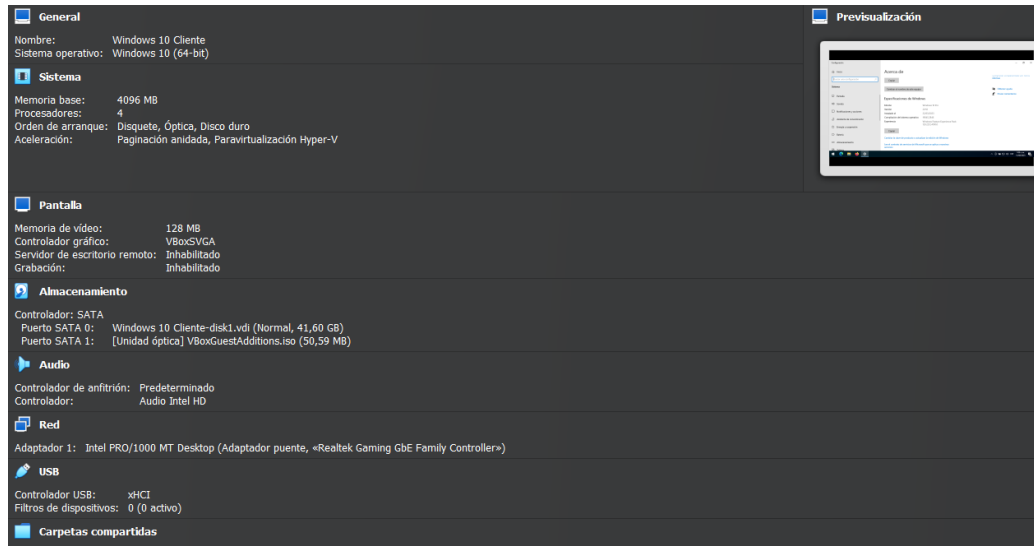 General
Nombre: Windows 10 Cliente
Sistema operativo: Windows 10 (64-bit)
Previsualización
Acerca de
Sistema
Memoria base: 4096 MB
Procesadores: 4
Orden de arranque: Disquete, Óptica, Disco duro
Aceleración: Paginación anidada, Paravirtualización Hyper-V
Pantalla
Memoria de vídeo: 128 MB
Controlador gráfico: VBoxSVGA
Servidor de escritorio remoto: Inhabilitado
Grabación: Inhabilitado
Almacenamiento
Controlador: SATA
Puerto SATA 0: Windows 10 Cliente-disk1.vdi (Normal, 41,60 GB)
Puerto SATA 1: [Unidad óptica] VBoxGuestAdditions.iso (50,59 MB)
Audio
Controlador de anfitrión: Predeterminado
Controlador: Audio Intel HD
Red
Adaptador 1: Intel PRO/1000 MT Desktop (Adaptador puente, «Realtek Gaming GbE Family Controller»)
USB
Controlador USB: xHCI
Filtros de dispositivos: 0 (0 activo)
Carpetas compartidas